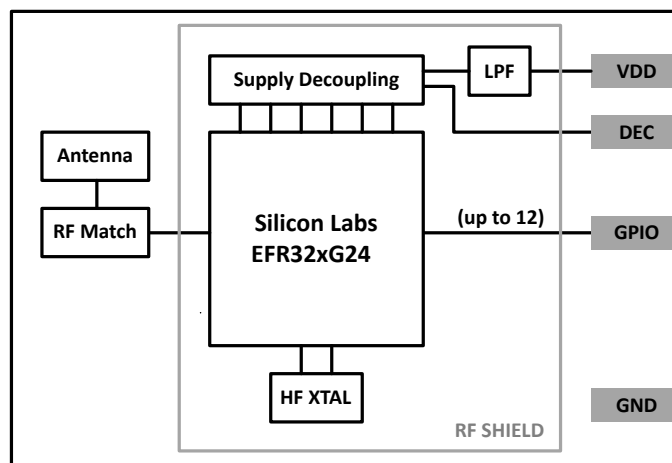 Supply Decoupling
LPF
VDD
DEC
Antenna
RF Match
Silicon Labs
EFR32xG24
(up to 12)
GPIO
HF XTAL
GND
RF SHIELD